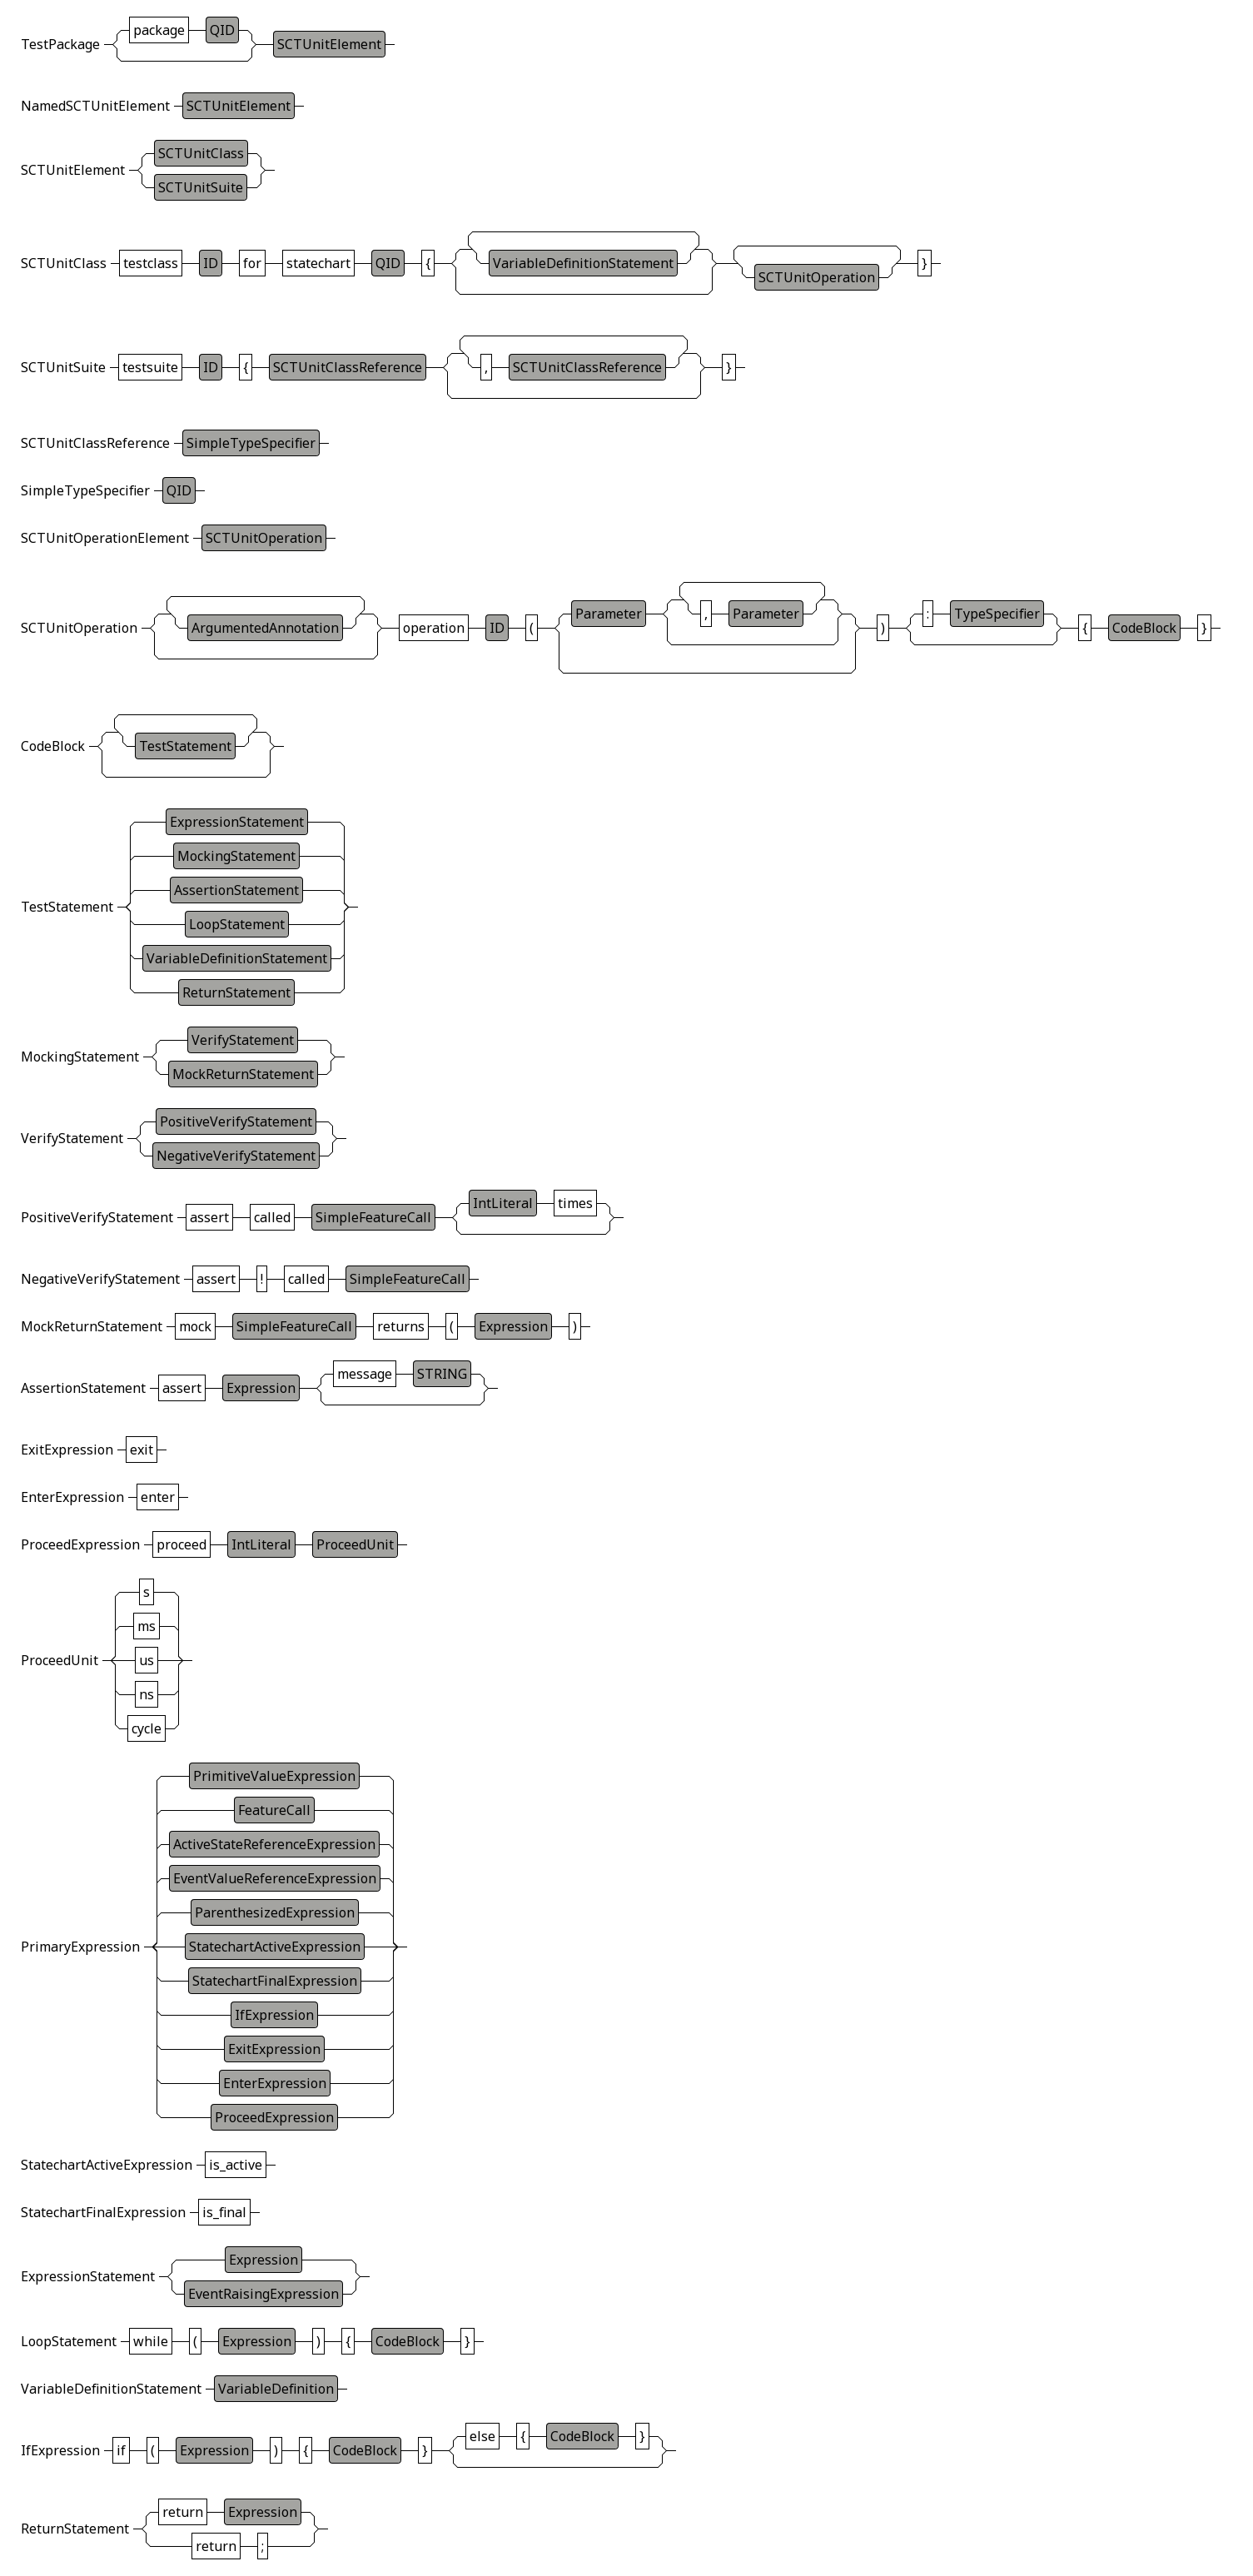 package QID
TestPackage SCTUnitElement
NamedSCTUnitElement SCTUnitElement
SCTUnitClass
SCTUnitElement
SCTUnitSuite
SCTUnitClass testclass ID for statechart QID { VariableDefinitionStatement SCTUnitOperation }
SCTUnitSuite testsuite ID { SCTUnitClassReference , SCTUnitClassReference }
SCTUnitClassReference SimpleTypeSpecifier
SimpleTypeSpecifier QID
SCTUnitOperationElement SCTUnitOperation
SCTUnitOperation ArgumentedAnnotation operation ID ( Parameter , Parameter ) : TypeSpecifier { CodeBlock }
CodeBlock TestStatement
ExpressionStatement
MockingStatement
AssertionStatement
TestStatement
LoopStatement
VariableDefinitionStatement
ReturnStatement
VerifyStatement
MockingStatement
MockReturnStatement
PositiveVerifyStatement
VerifyStatement
NegativeVerifyStatement
PositiveVerifyStatement assert called SimpleFeatureCall IntLiteral times
NegativeVerifyStatement assert ! called SimpleFeatureCall
MockReturnStatement mock SimpleFeatureCall returns ( Expression )
AssertionStatement assert Expression message STRING
ExitExpression exit
EnterExpression enter
ProceedExpression proceed IntLiteral ProceedUnit
s
ms
ProceedUnit us
ns
cycle
PrimitiveValueExpression
FeatureCall
ActiveStateReferenceExpression
EventValueReferenceExpression
ParenthesizedExpression
PrimaryExpression StatechartActiveExpression
StatechartFinalExpression
IfExpression
ExitExpression
EnterExpression
ProceedExpression
StatechartActiveExpression is_active
StatechartFinalExpression is_final
Expression
ExpressionStatement
EventRaisingExpression
LoopStatement while ( Expression ) { CodeBlock }
VariableDefinitionStatement VariableDefinition
IfExpression if ( Expression ) { CodeBlock } else { CodeBlock }
return Expression
ReturnStatement
return ;